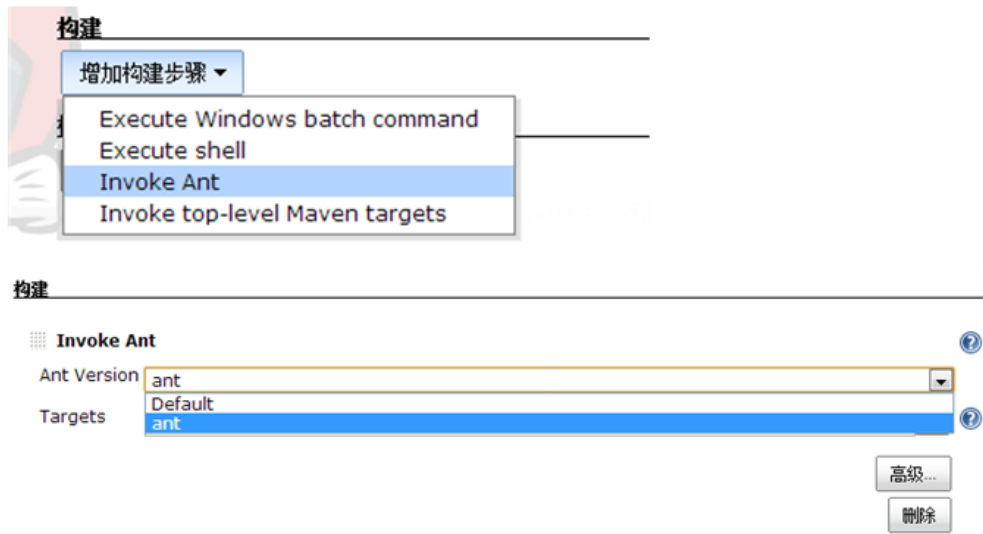 构建
增加构建步骤
Execute Windows batch command
Execute shell
Invoke Ant
Invoke top-level Maven targets
构建
Invoke Ant
Ant Version ant
Default
Targets
ant
高级...
删除